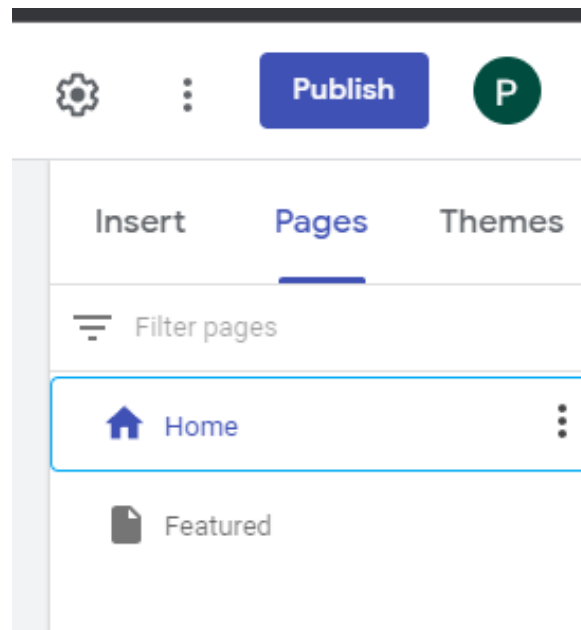 Publish P
Insert Pages Themes
Filter pages
Home
Featured